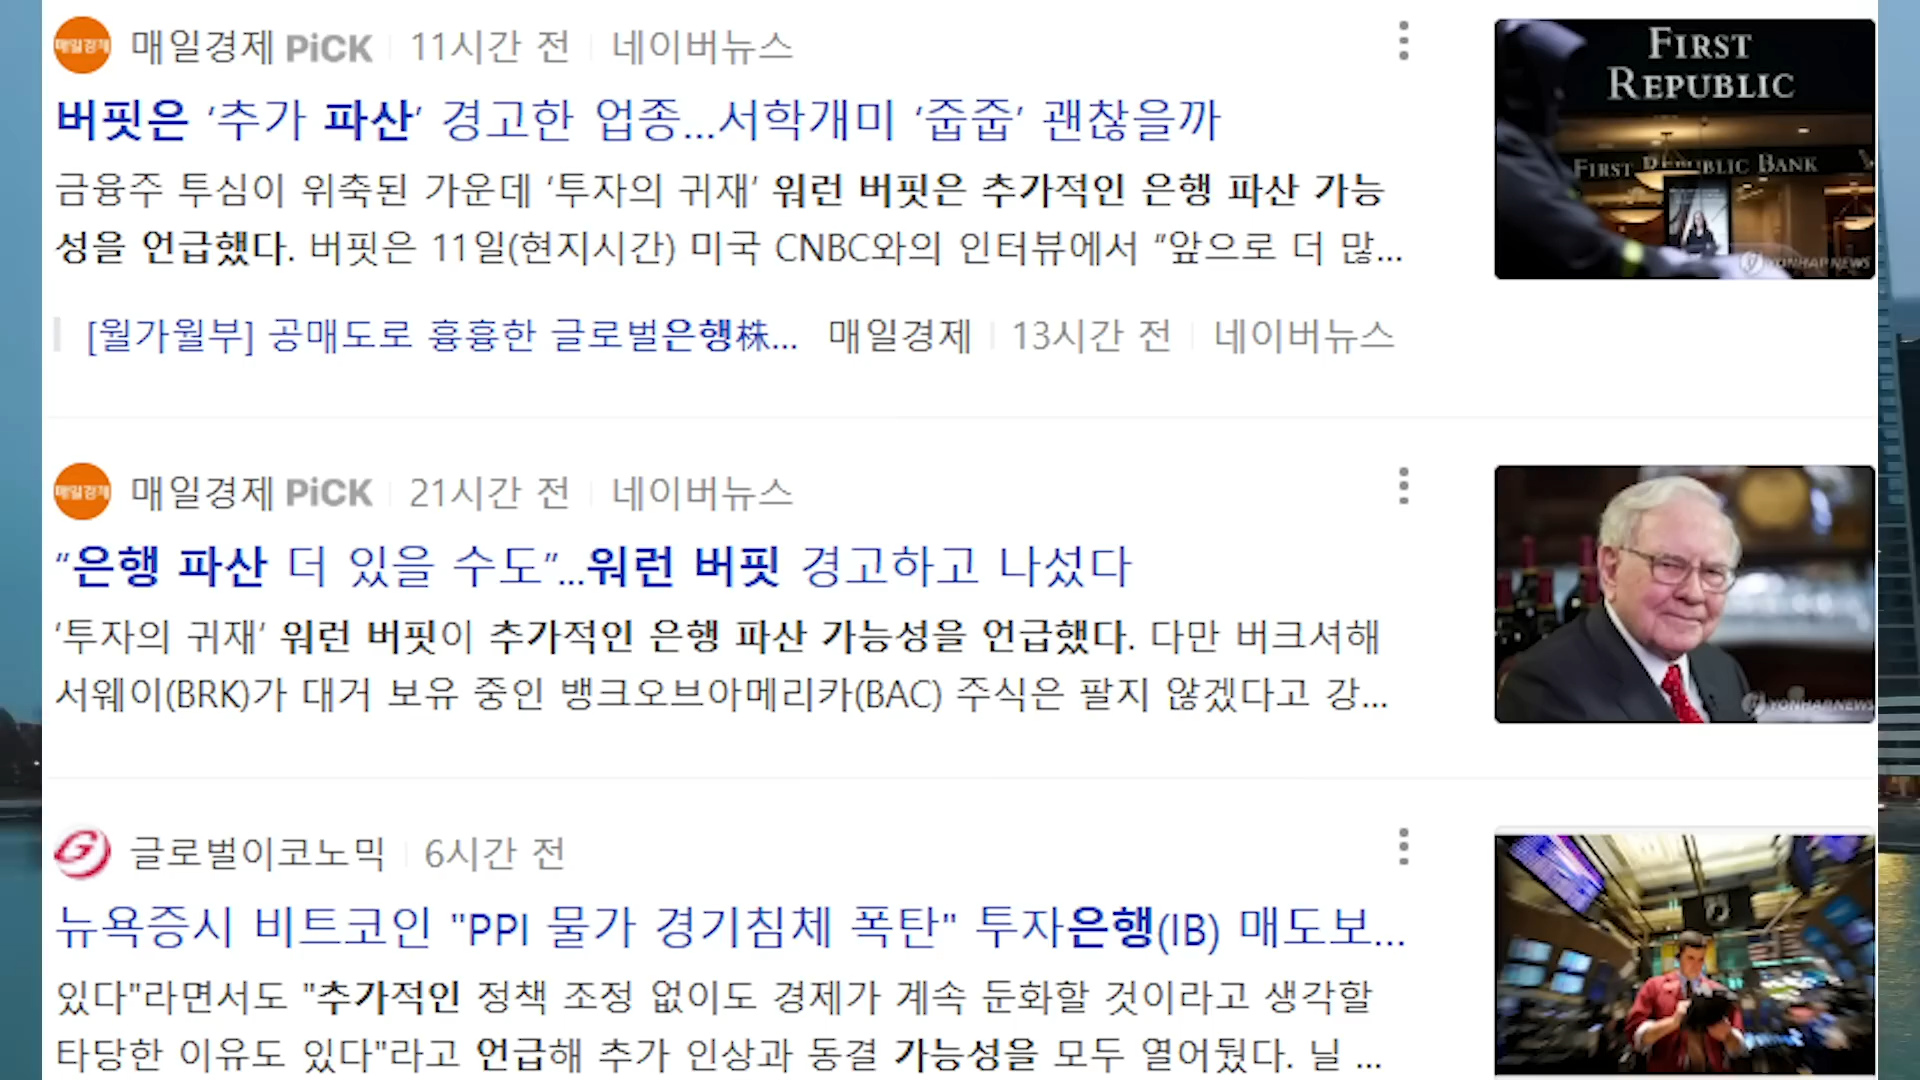 매일경제 매일경제 PiCK 11시간 전 네이버뉴스
버핏은 '추가 파산' 경고한 업종...서학개미 '줍줍' 괜찮을까
금융주 투심이 위축된 가운데 '투자의 귀재' 워런 버핏은 추가적인 은행 파산 가능
성을 언급했다. 버핏은 11일(현지시간) 미국 CNBC와의 인터뷰에서 "앞으로 더 많...
FIRST
REPUBLIC
FIRST REPUBLIC BANK
YONHAPNEWS
[월가월부] 공매도로 흉흉한 글로벌은행株... 매일경제 13시간 전 네이버뉴스
매일경제 매일경제 PiCK 21시간 전 네이버뉴스
"은행 파산 더 있을 수도"...워런 버핏 경고하고 나섰다
'투자의 귀재' 워런 버핏이 추가적인 은행 파산 가능성을 언급했다. 다만 버크셔해
서웨이(BRK)가 대거 보유 중인 뱅크오브아메리카(BAC) 주식은 팔지 않겠다고 강...
YONHAPNEWS
G 글로벌이코노믹 6시간 전
뉴욕증시 비트코인 "PPI 물가 경기침체 폭탄" 투자은행(IB) 매도보...
있다"라면서도 "추가적인 정책 조정 없이도 경제가 계속 둔화할 것이라고 생각할
타당한 이유도 있다"라고 언급해 추가 인상과 동결 가능성을 모두 열어뒀다. 닐 ...